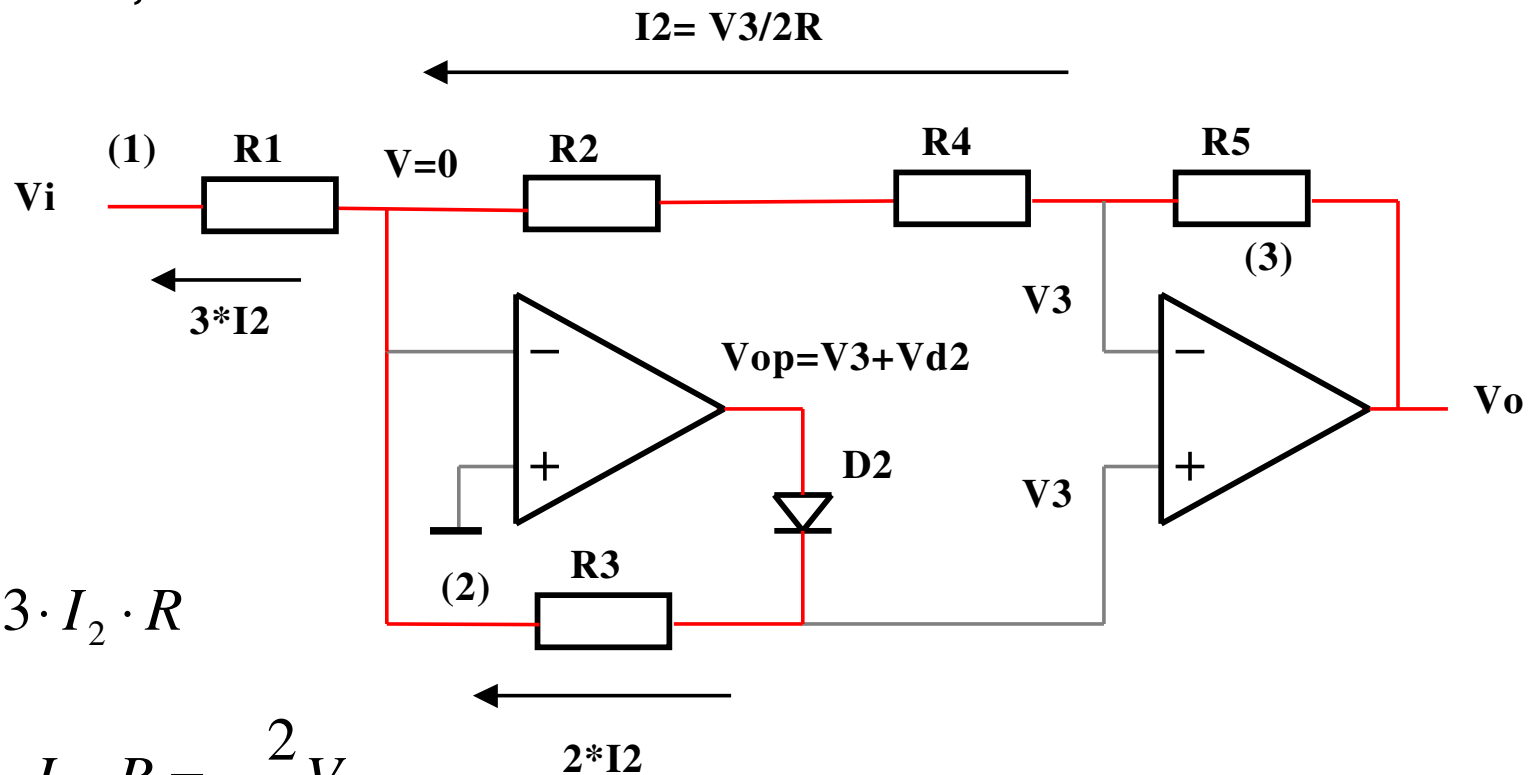 I2= V3/2R
(1) R1 V=0 R2 R4 R5
Vi
(3)
3*I2 V3
− Vop=V3+Vd2 −
Vo
+ D2 V3 +
(2) R3
3 · I₂ · R
2*I2